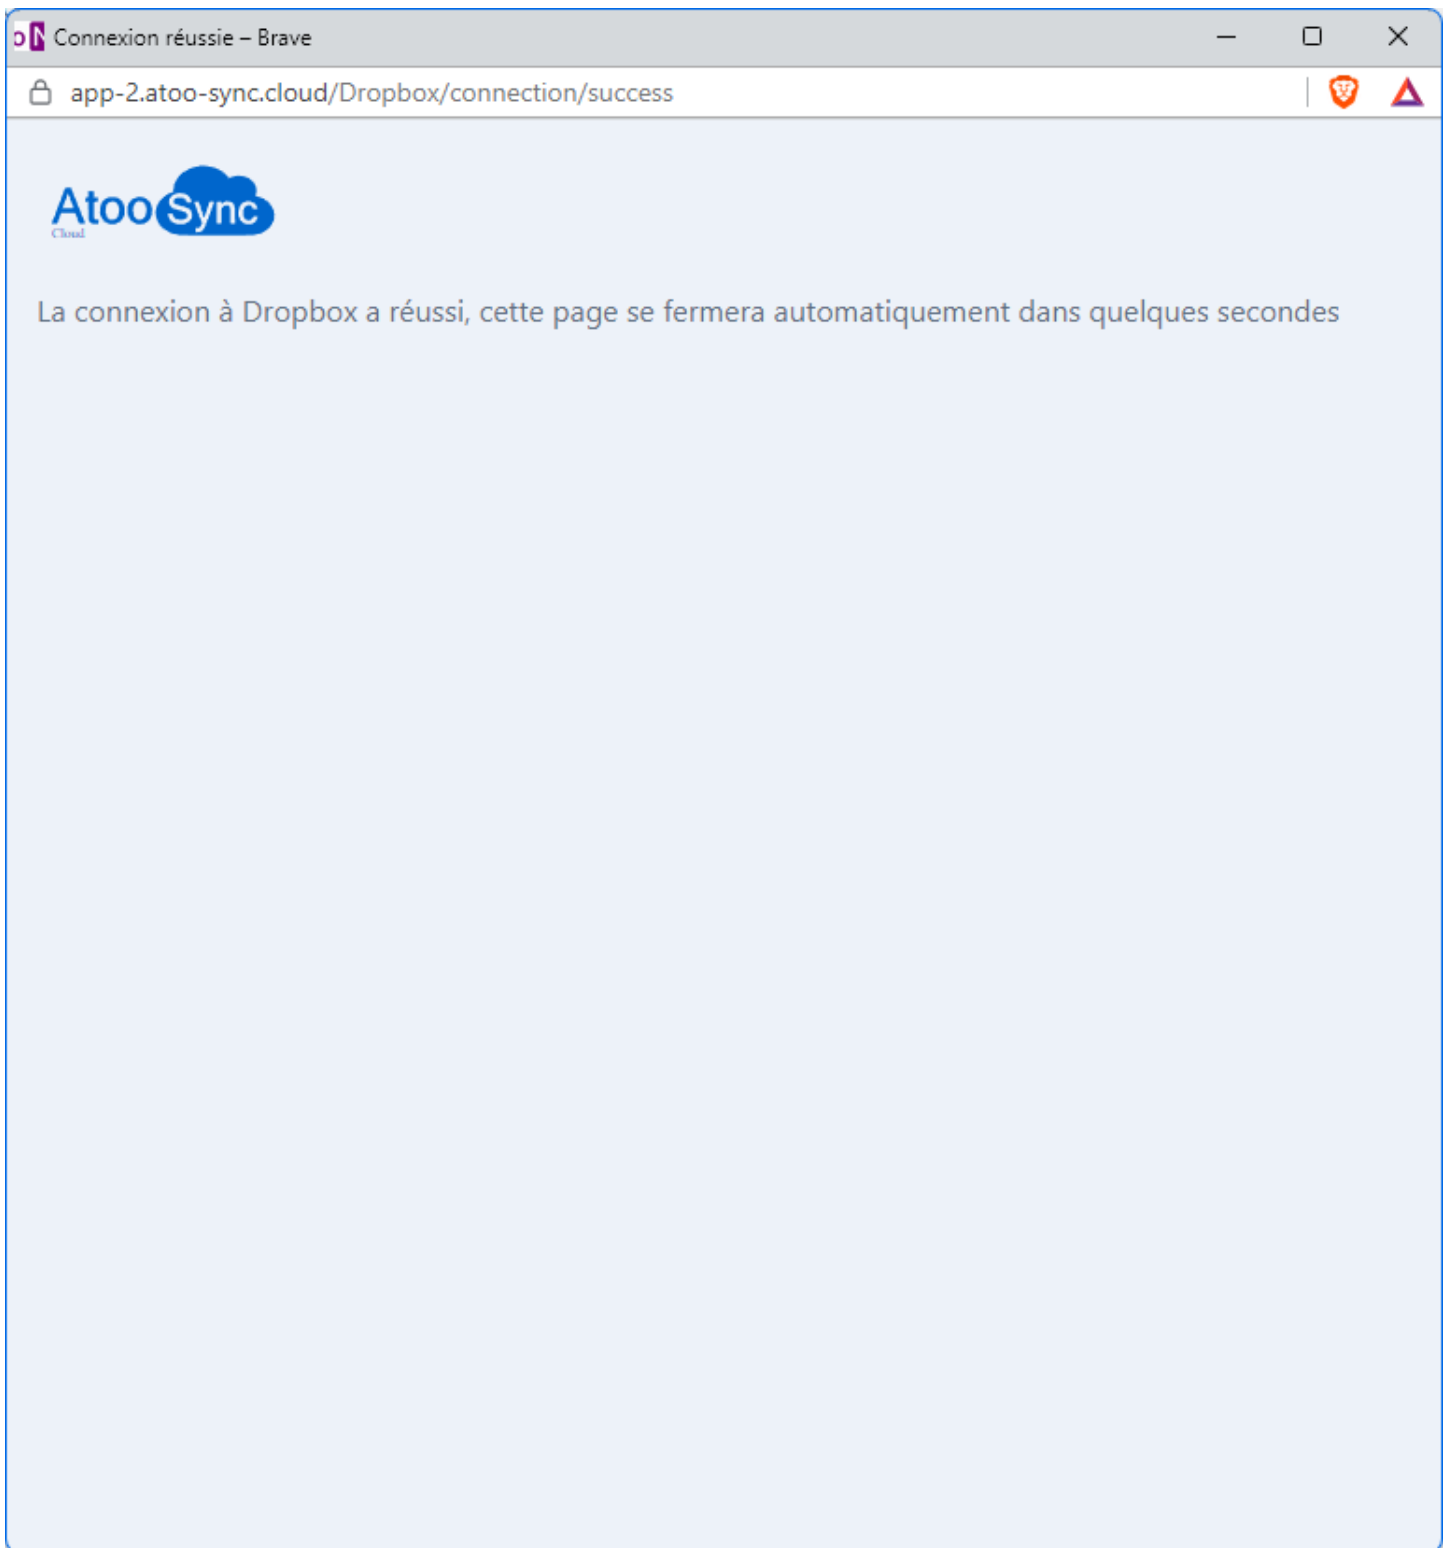 Connexion réussie – Brave
app-2.atoo-sync.cloud/Dropbox/connection/success
Atoo Sync
Cloud
La connexion à Dropbox a réussi, cette page se fermera automatiquement dans quelques secondes